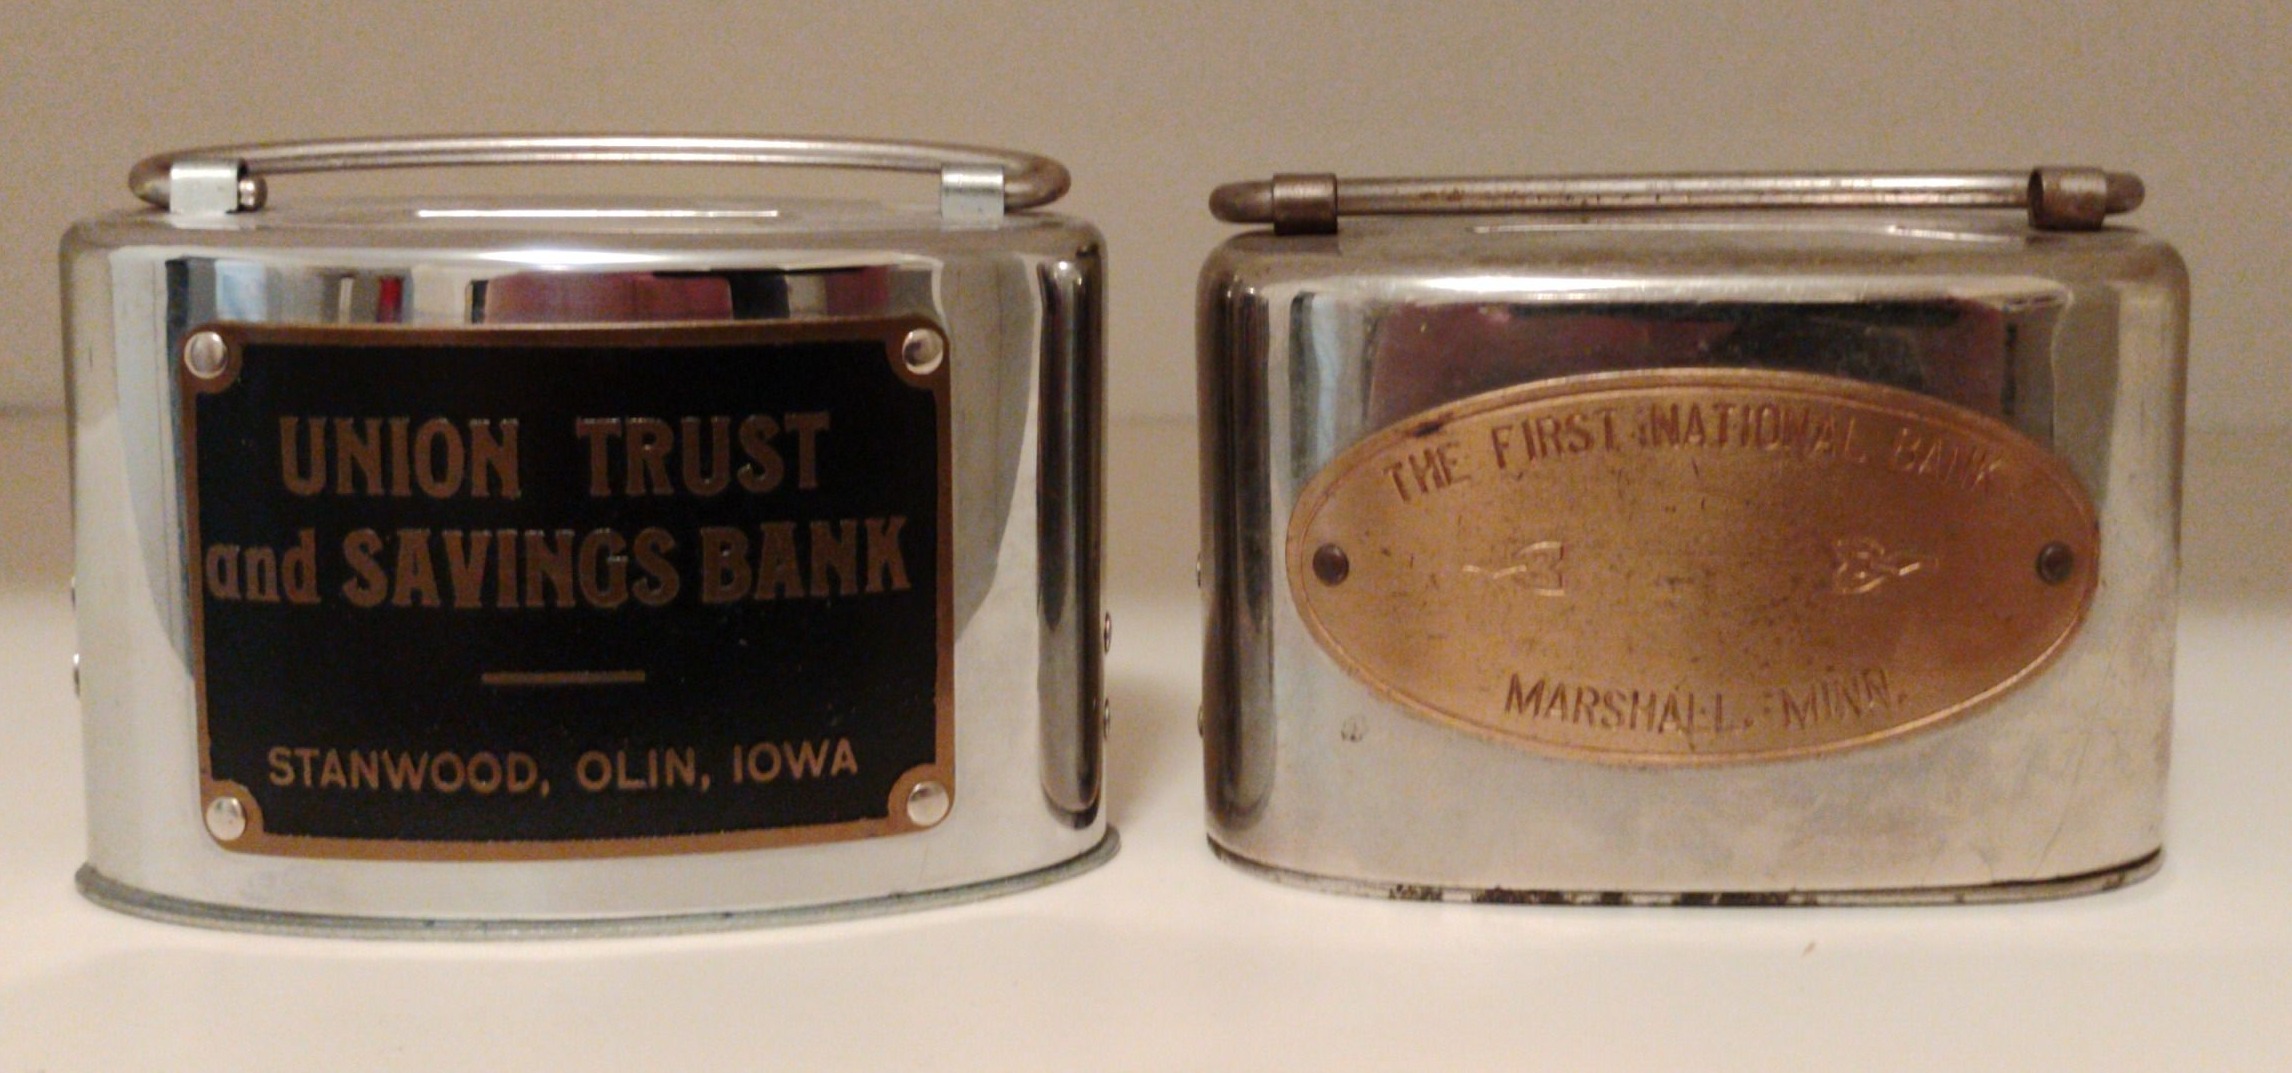 UNION TRUST
and SAVINGS BANK
STANWOOD, OLIN, IOWA
THE FIRST NATIONAL BANK
MARSHALL. MINN.